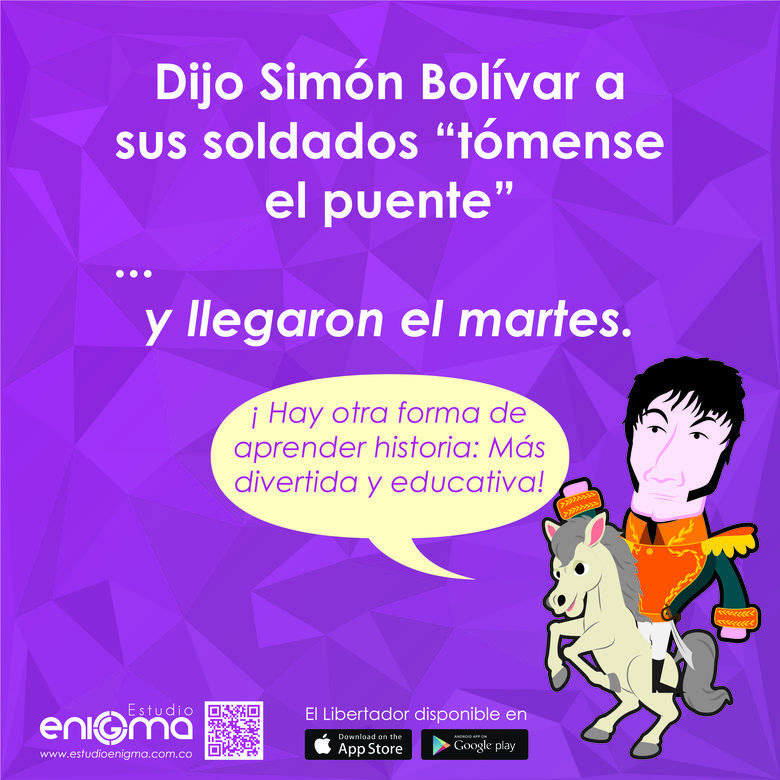 Dijo Simón Bolívar a
sus soldados “tómense
el puente”
...
y llegaron el martes.
¡ Hay otra forma de
aprender historia: Más
divertida y educativa!
Estudio
enIGma
www.estudioenigma.com.co
El Libertador disponible en
Download on the
App Store
ANDROID APP ON
Google play